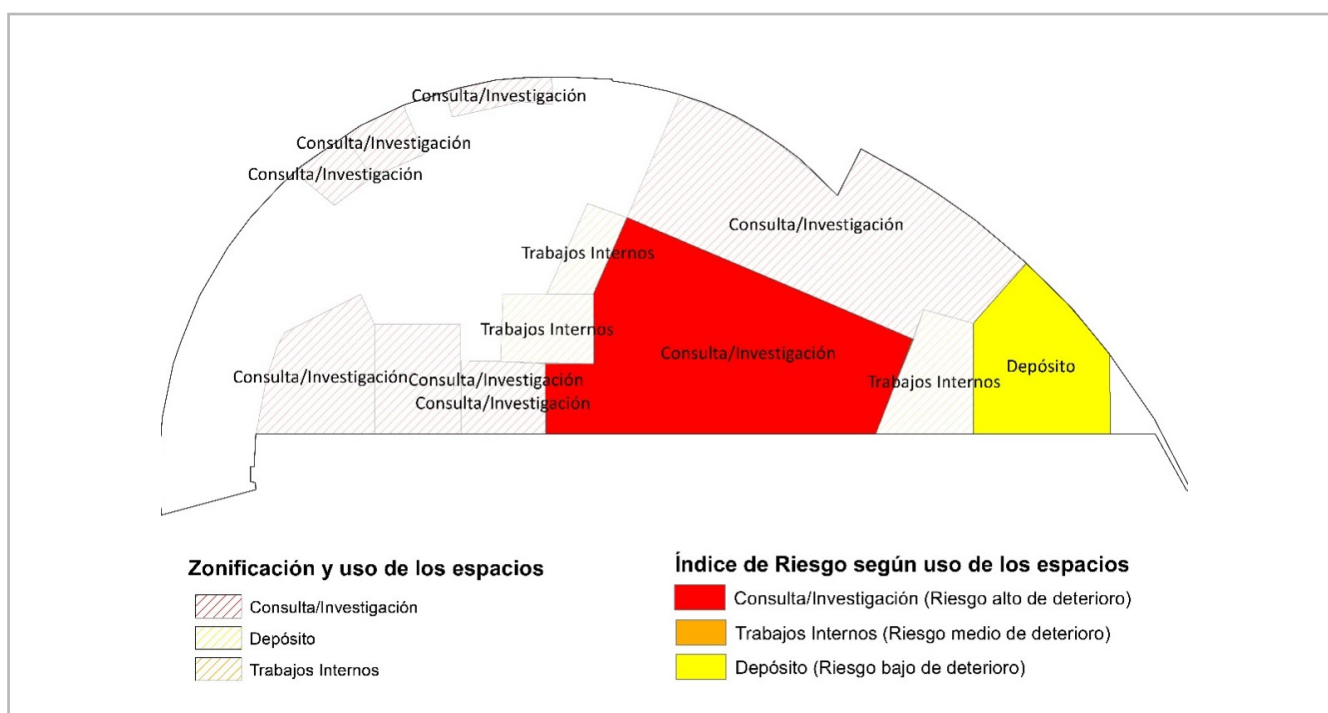 Consulta/Investigación
Consulta/Investigación
Consulta/Investigación
Consulta/Investigación
Trabajos Internos
Trabajos Internos
Consulta/Investigación
Depósito
Consulta/Investigación
Consulta/Investigación
Trabajos Internos
Consulta/Investigación
Zonificación y uso de los espacios
Consulta/Investigación
Depósito
Trabajos Internos
Índice de Riesgo según uso de los espacios
Consulta/Investigación (Riesgo alto de deterioro)
Trabajos Internos (Riesgo medio de deterioro)
Depósito (Riesgo bajo de deterioro)